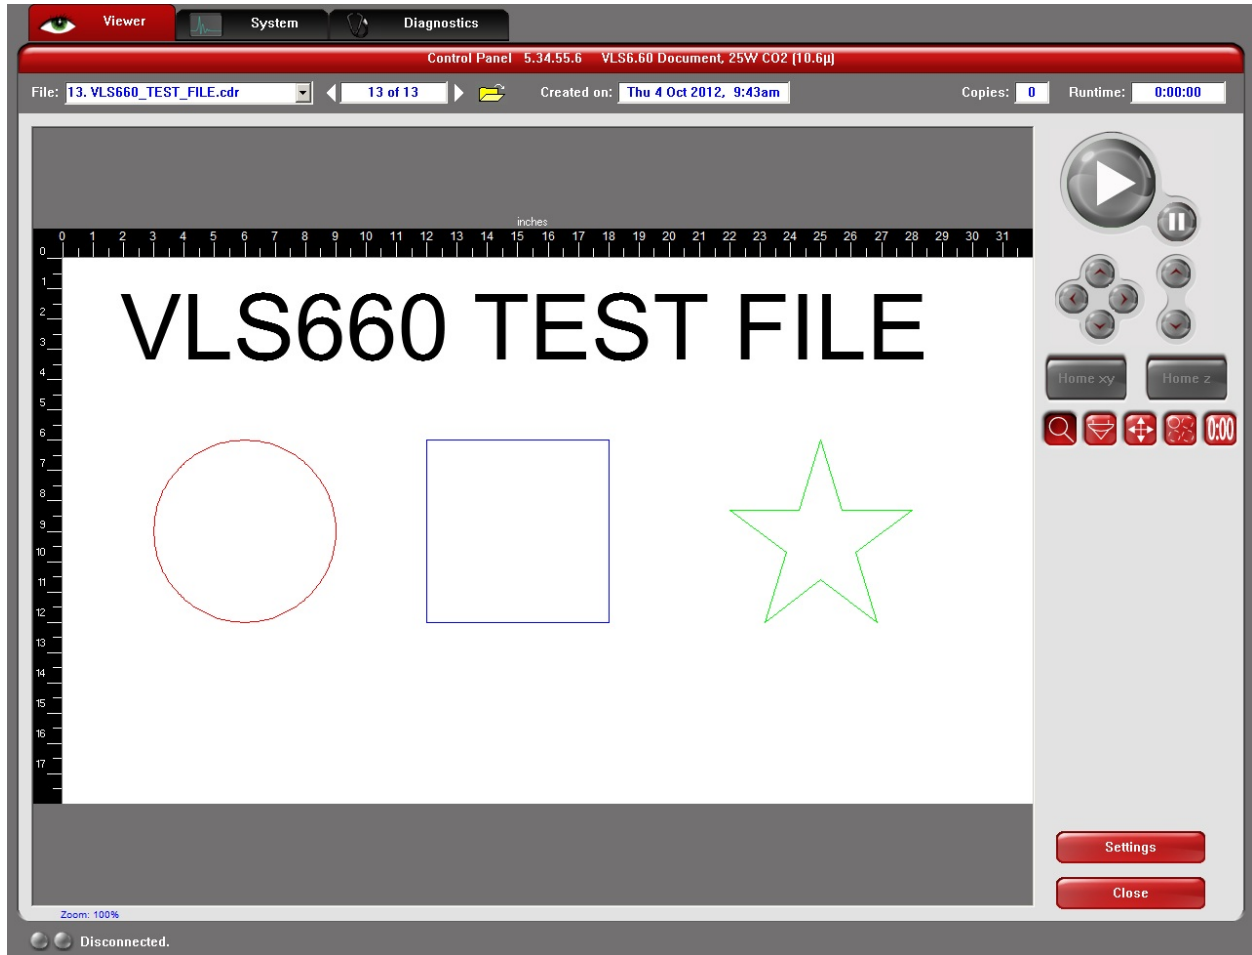 Viewer System Diagnostics
Control Panel 5.34.55.6 VLS6.60 Document, 25W CO2 (10.6µ)
File: 13. VLS660_TEST_FILE.cdr 13 of 13 Created on: Thu 4 Oct 2012, 9:43am Copies: 0 Runtime: 0:00:00
inches
0 1 2 3 4 5 6 7 8 9 10 11 12 13 14 15 16 17 18 19 20 21 22 23 24 25 26 27 28 29 30 31
0
1
2
3
4
5
6
7
8
9
10
11
12
13
14
15
16
17
VLS660 TEST FILE
Home xy Home z
0:00
Settings
Close
Zoom: 100%
Disconnected.